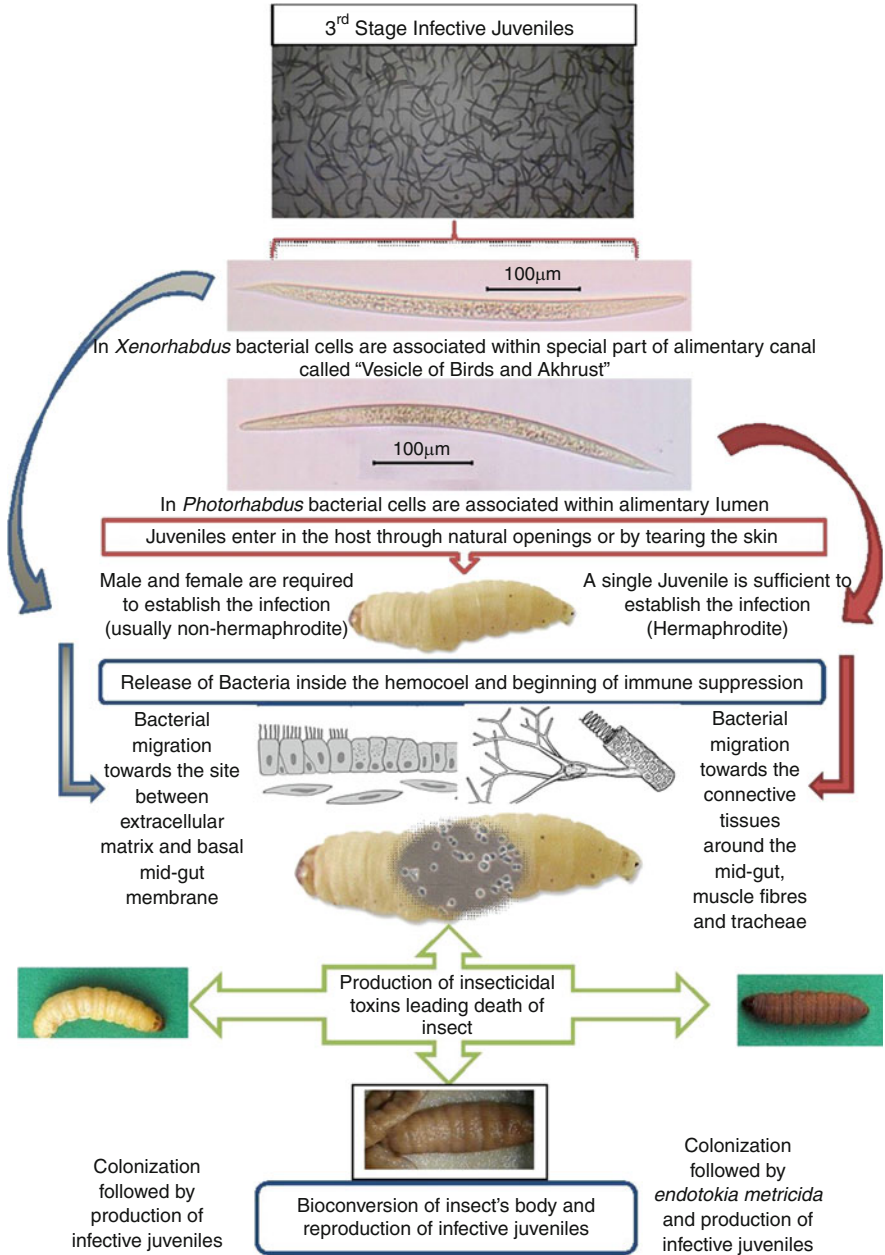 3rd Stage Infective Juveniles
100µm
In Xenorhabdus bacterial cells are associated within special part of alimentary canal
called “Vesicle of Birds and Akhrust”
100µm
In Photorhabdus bacterial cells are associated within alimentary lumen
Juveniles enter in the host through natural openings or by tearing the skin
Male and female are required
to establish the infection
(usually non-hermaphrodite)
A single Juvenile is sufficient to
establish the infection
(Hermaphrodite)
Release of Bacteria inside the hemocoel and beginning of immune suppression
Bacterial
migration
towards the site
between
extracellular
matrix and basal
mid-gut
membrane
Bacterial
migration
towards the
connective
tissues
around the
mid-gut,
muscle fibres
and tracheae
Production of insecticidal
toxins leading death of
insect
Colonization
followed by
production of
infective juveniles
Bioconversion of insect’s body and
reproduction of infective juveniles
Colonization
followed by
endotokia metricida
and production of
infective juveniles